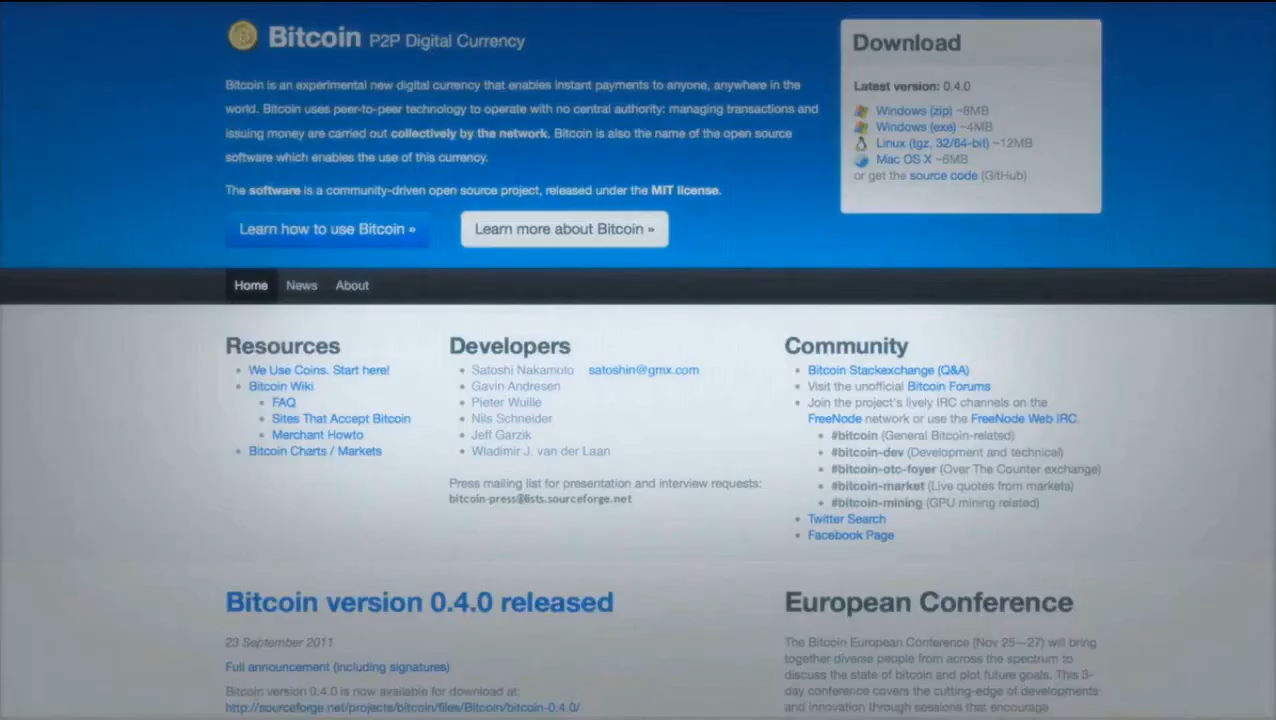 Bitcoin P2P Digital Currency
Bitcoin is an experimental new digital currency that enables instant payments to anyone, anywhere in the
world. Bitcoin uses peer-to-peer technology to operate with no central authority: managing transactions and
issuing money are carried out collectively by the network. Bitcoin is also the name of the open source
software which enables the use of this currency.
The software is a community-driven open source project, released under the MIT license.
Learn how to use Bitcoin »
Learn more about Bitcoin »
Download
Latest version: 0.4.0
Windows (zip) ~8MB
Windows (exe) ~4MB
Linux (tgz, 32/64-bit) ~12MB
Mac OS X ~6MB
or get the source code (GitHub)
Home News About
Resources
We Use Coins. Start here!
Bitcoin Wiki
FAQ
Sites That Accept Bitcoin
Merchant Howto
Bitcoin Charts / Markets
Developers
Satoshi Nakamoto satoshin@gmx.com
Gavin Andresen
Pieter Wuille
Nils Schneider
Jeff Garzik
Wladimir J. van der Laan
Press mailing list for presentation and interview requests:
bitcoin-press@lists.sourceforge.net
Community
Bitcoin Stackexchange (Q&A)
Visit the unofficial Bitcoin Forums
Join the project's lively IRC channels on the
FreeNode network or use the FreeNode Web IRC.
#bitcoin (General Bitcoin-related)
#bitcoin-dev (Development and technical)
#bitcoin-otc-foyer (Over The Counter exchange)
#bitcoin-market (Live quotes from markets)
#bitcoin-mining (GPU mining related)
Twitter Search
Facebook Page
Bitcoin version 0.4.0 released
23 September 2011
Full announcement (including signatures)
Bitcoin version 0.4.0 is now available for download at:
http://sourceforge.net/projects/bitcoin/files/Bitcoin/bitcoin-0.4.0/
European Conference
The Bitcoin European Conference (Nov 25—27) will bring
together diverse people from across the spectrum to
discuss the state of bitcoin and plot future goals. This 3-
day conference covers the cutting-edge of developments
and innovation through sessions that encourage